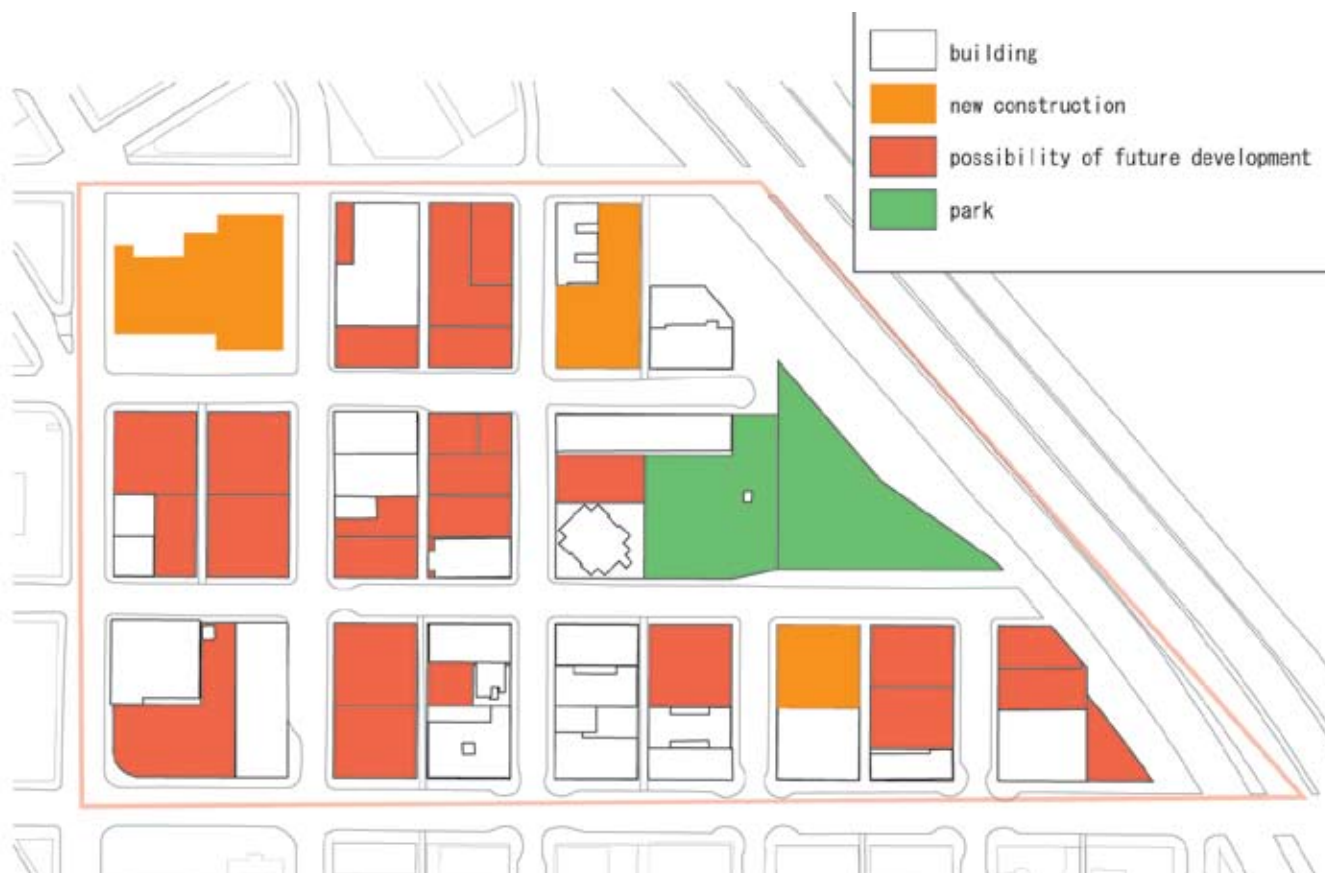 building
new construction
possibility of future development
park